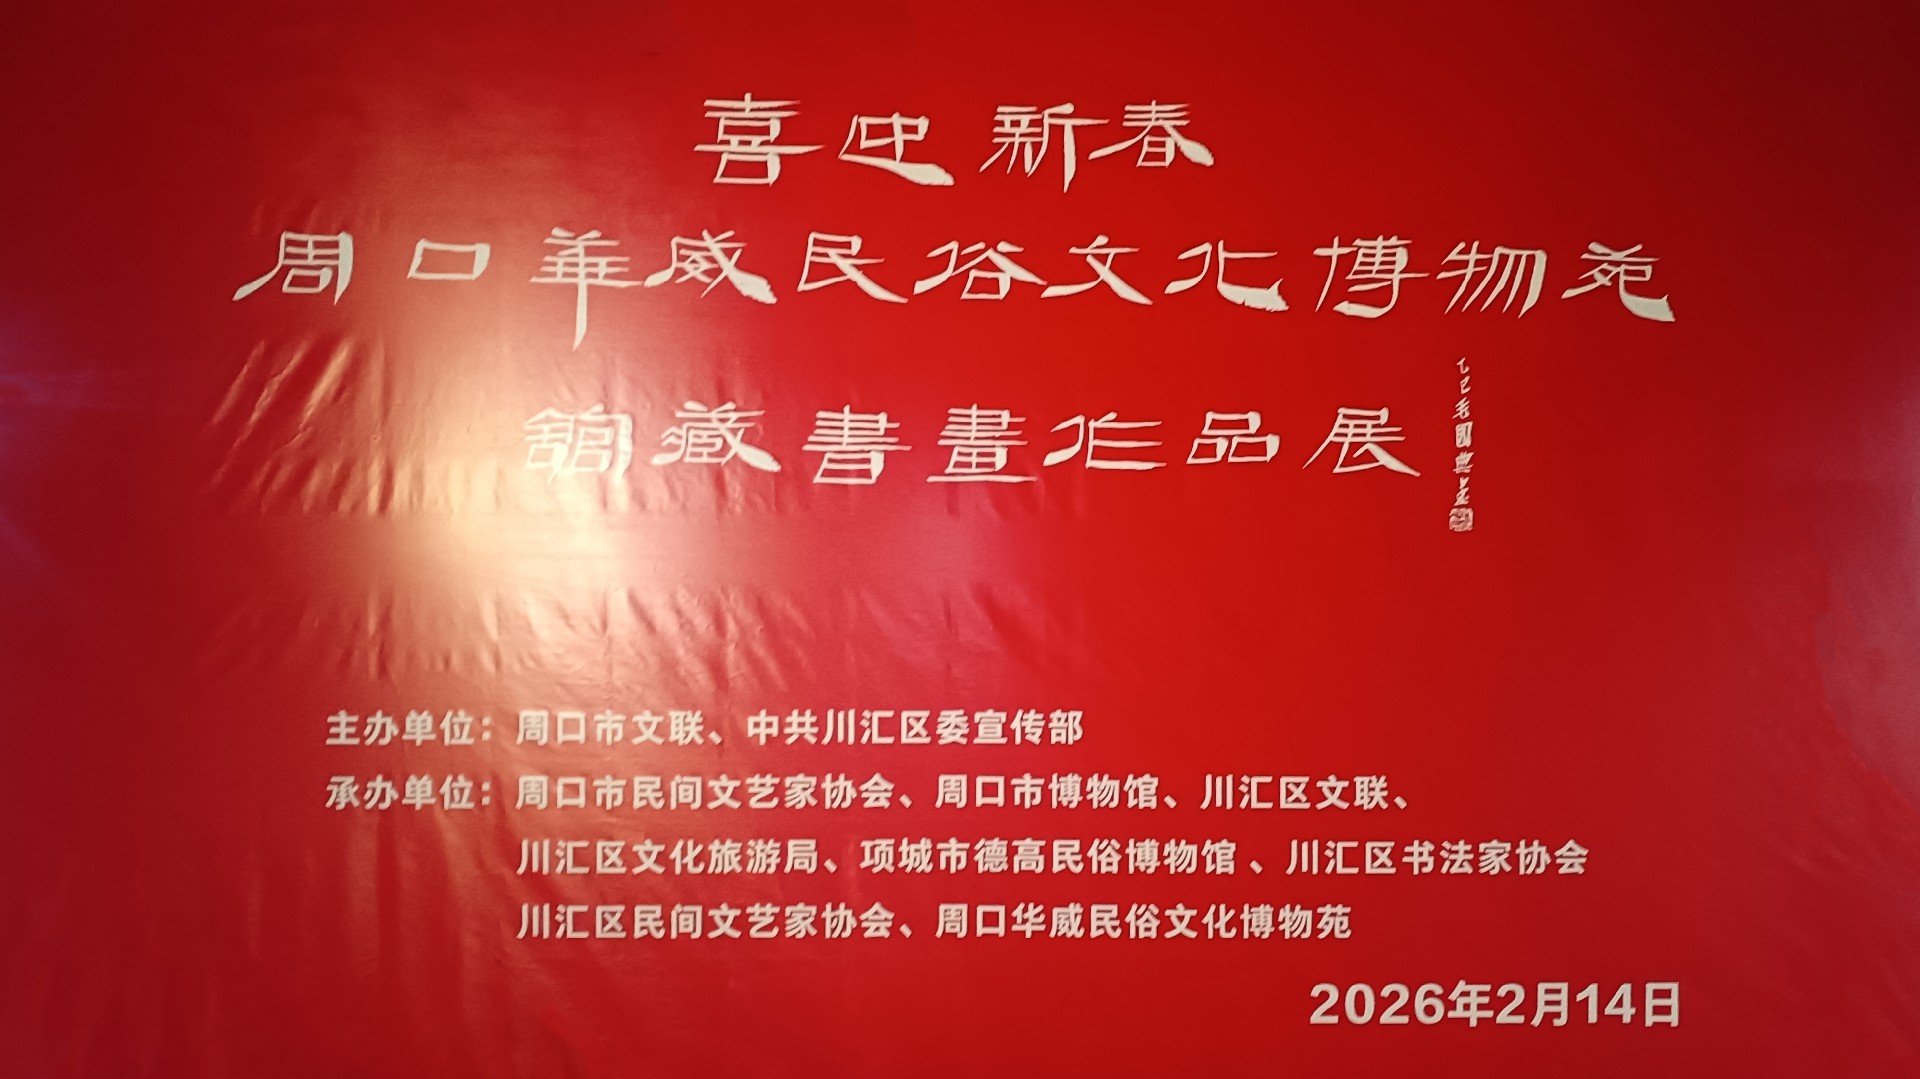 喜迎新春
周口華威民俗文化博物苑
舘藏書畫作品展
主办单位：周口市文联、中共川汇区委宣传部
承办单位：周口市民间文艺家协会、周口市博物馆、川汇区文联、
川汇区文化旅游局、项城市德高民俗博物馆、川汇区书法家协会
川汇区民间文艺家协会、周口华威民俗文化博物苑
2026年2月14日